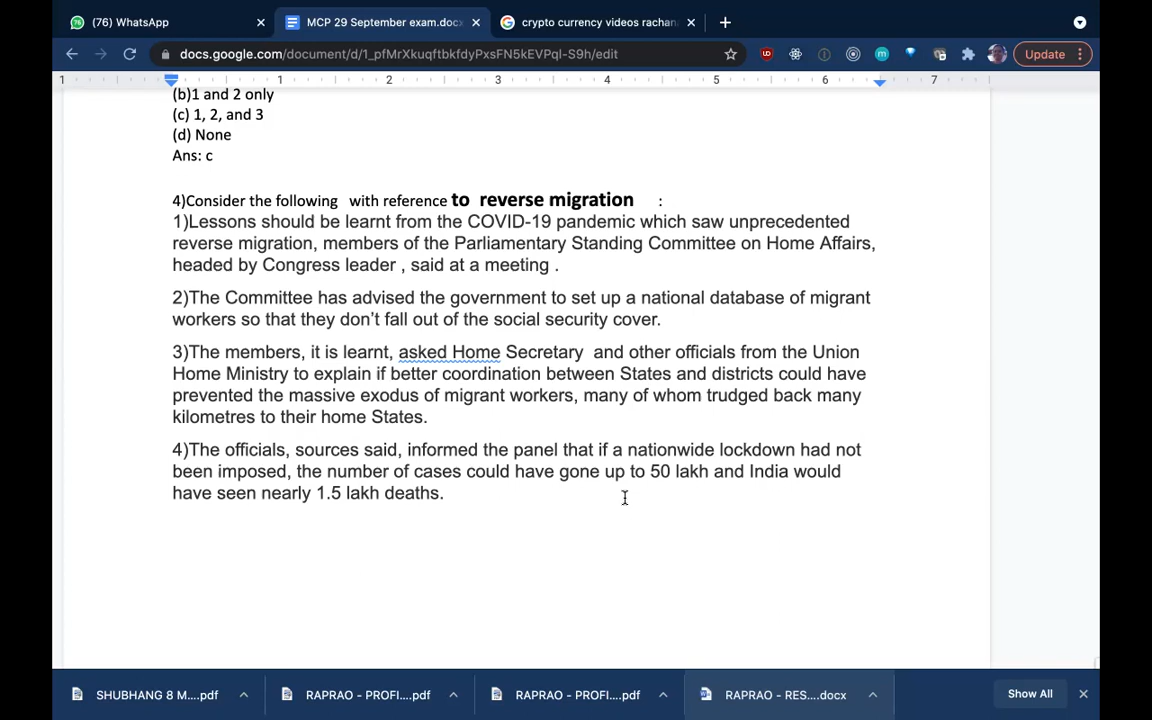 (76) WhatsApp
MCP 29 September exam.docx
crypto currency videos rachan
docs.google.com/document/d/1_pfMrXkuqftbkfdyPxsFN5kEVPql-S9h/edit
Update
1 1 2 3 4 5 6 7
(b)1 and 2 only
(c) 1, 2, and 3
(d) None
Ans: c
4)Consider the following with reference to reverse migration :
1)Lessons should be learnt from the COVID-19 pandemic which saw unprecedented
reverse migration, members of the Parliamentary Standing Committee on Home Affairs,
headed by Congress leader , said at a meeting .
2)The Committee has advised the government to set up a national database of migrant
workers so that they don’t fall out of the social security cover.
3)The members, it is learnt, asked Home Secretary and other officials from the Union
Home Ministry to explain if better coordination between States and districts could have
prevented the massive exodus of migrant workers, many of whom trudged back many
kilometres to their home States.
4)The officials, sources said, informed the panel that if a nationwide lockdown had not
been imposed, the number of cases could have gone up to 50 lakh and India would
have seen nearly 1.5 lakh deaths.
SHUBHANG 8 M....pdf
RAPRAO - PROFI....pdf
RAPRAO - PROFI....pdf
RAPRAO - RES....docx
Show All